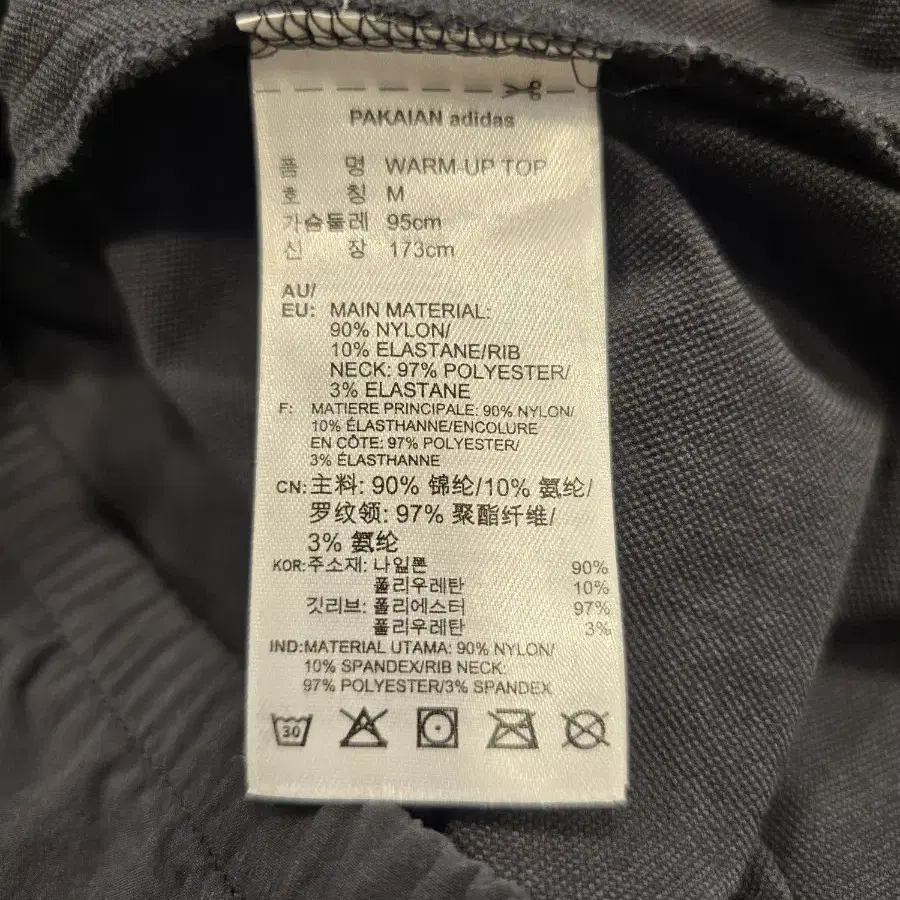 PAKAIAN adidas
품 명 WARM-UP TOP
호 칭 M
가슴둘레 95cm
신 장 173cm
AU/
EU: MAIN MATERIAL:
90% NYLON/
10% ELASTANE/RIB
NECK: 97% POLYESTER/
3% ELASTANE
F: MATIERE PRINCIPALE: 90% NYLON/
10% ÉLASTHANNE/ENCOLURE
EN CÔTE: 97% POLYESTER/
3% ÉLASTHANNE
CN: 主料: 90% 锦纶/10% 氨纶/
罗纹领: 97% 聚酯纤维/
3% 氨纶
KOR: 주소재: 나일론 90%
폴리우레탄 10%
깃리브: 폴리에스터 97%
폴리우레탄 3%
IND: MATERIAL UTAMA: 90% NYLON/
10% SPANDEX/RIB NECK:
97% POLYESTER/3% SPANDEX
30